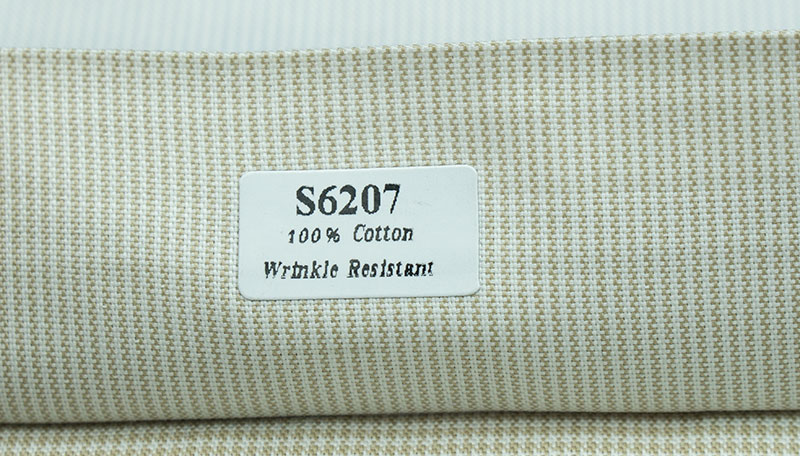 S6207
100% Cotton
Wrinkle Resistant